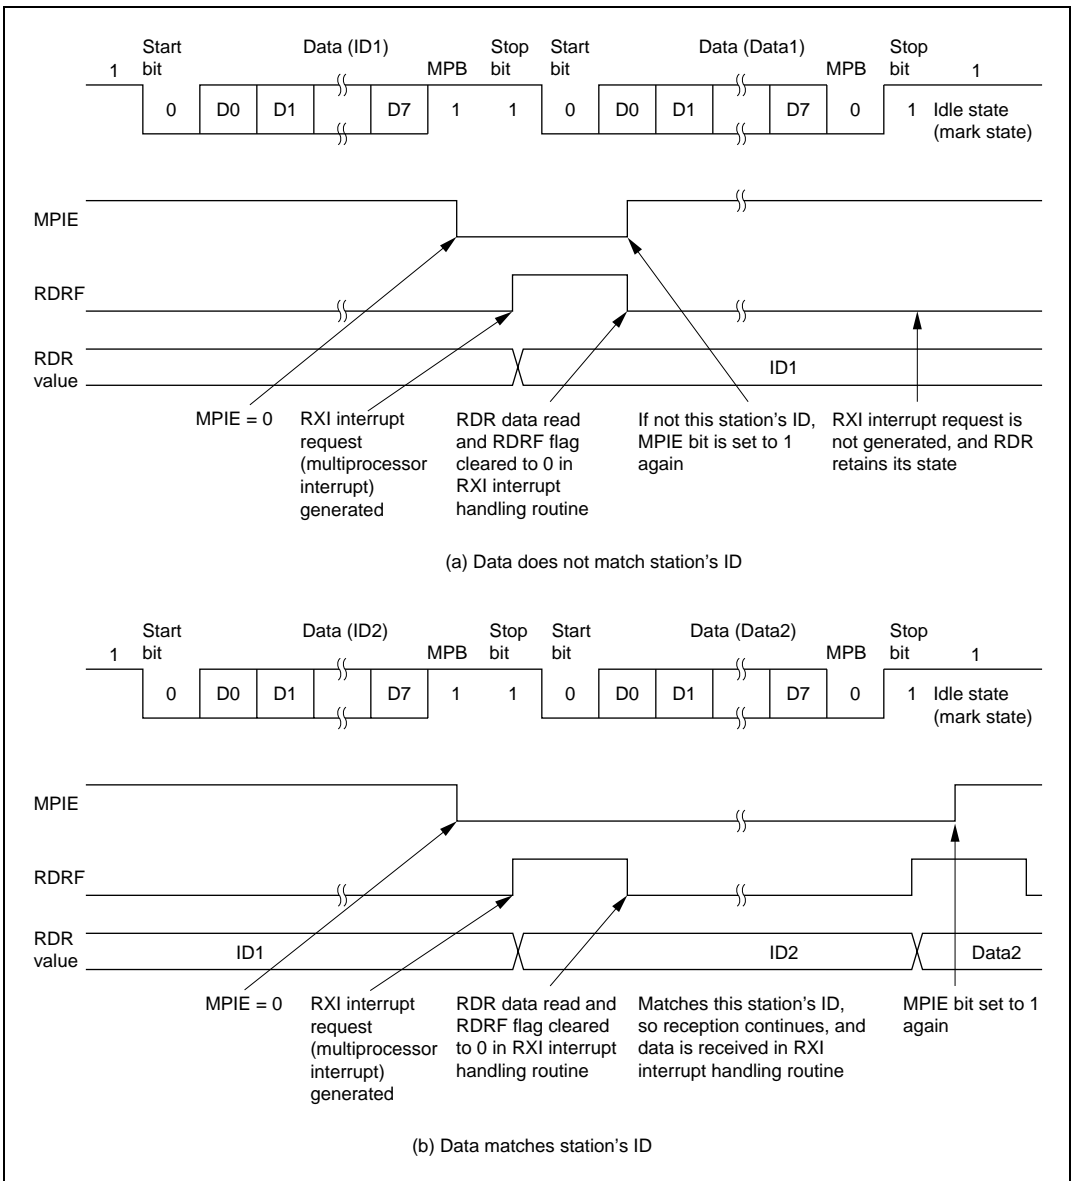 Start Data (ID1) Stop Start Data (Data1) Stop
1 bit MPB bit bit MPB bit 1
0 D0 D1 D7 1 1 0 D0 D1 D7 0 1 Idle state
(mark state)
MPIE
RDRF
RDR
value
ID1
MPIE = 0
RXI interrupt
request
(multiprocessor
interrupt)
generated
RDR data read
and RDRF flag
cleared to 0 in
RXI interrupt
handling routine
If not this station's ID,
MPIE bit is set to 1
again
RXI interrupt request is
not generated, and RDR
retains its state
(a) Data does not match station's ID
Start Data (ID2) Stop Start Data (Data2) Stop
1 bit MPB bit bit MPB bit 1
0 D0 D1 D7 1 1 0 D0 D1 D7 0 1 Idle state
(mark state)
MPIE
RDRF
RDR
value
ID1 ID2 Data2
MPIE = 0
RXI interrupt
request
(multiprocessor
interrupt)
generated
RDR data read and
RDRF flag cleared
to 0 in RXI interrupt
handling routine
Matches this station's ID,
so reception continues, and
data is received in RXI
interrupt handling routine
MPIE bit set to 1
again
(b) Data matches station's ID